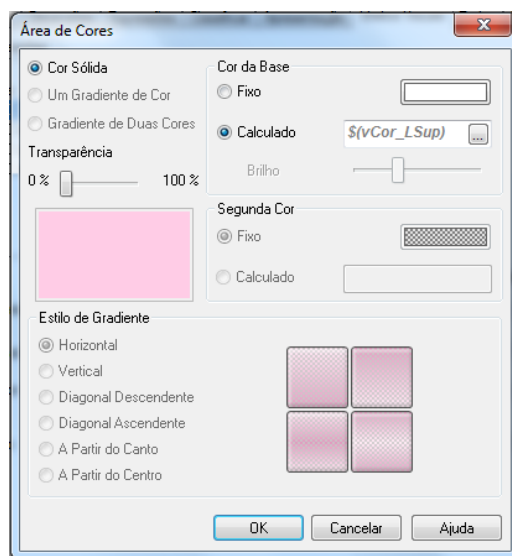 Área de Cores
Cor Sólida
Um Gradiente de Cor
Gradiente de Duas Cores
Transparência
0 % 100 %
Cor da Base
Fixo
Calculado $(vCor_LSup) ...
Brilho
Segunda Cor
Fixo
Calculado
Estilo de Gradiente
Horizontal
Vertical
Diagonal Descendente
Diagonal Ascendente
A Partir do Canto
A Partir do Centro
OK Cancelar Ajuda